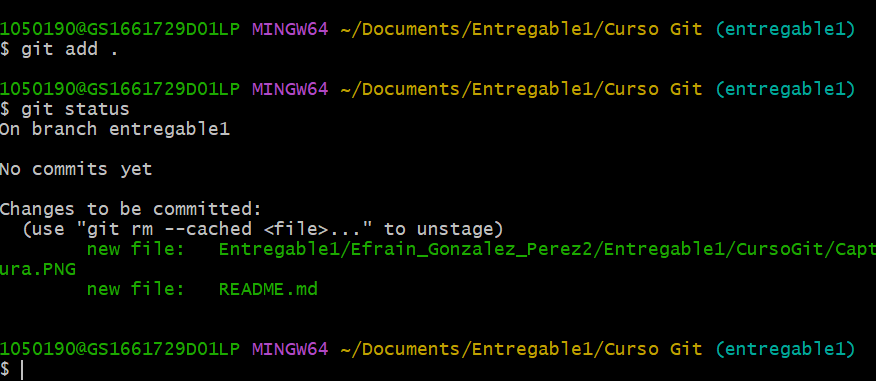 1050190@GS1661729D01LP MINGW64 ~/Documents/Entregable1/Curso Git (entregable1)
$ git add .
1050190@GS1661729D01LP MINGW64 ~/Documents/Entregable1/Curso Git (entregable1)
$ git status
On branch entregable1
No commits yet
Changes to be committed:
  (use "git rm --cached <file>..." to unstage)
        new file:   Entregable1/Efrain_Gonzalez_Perez2/Entregable1/CursoGit/Capt
ura.PNG
        new file:   README.md
1050190@GS1661729D01LP MINGW64 ~/Documents/Entregable1/Curso Git (entregable1)
$